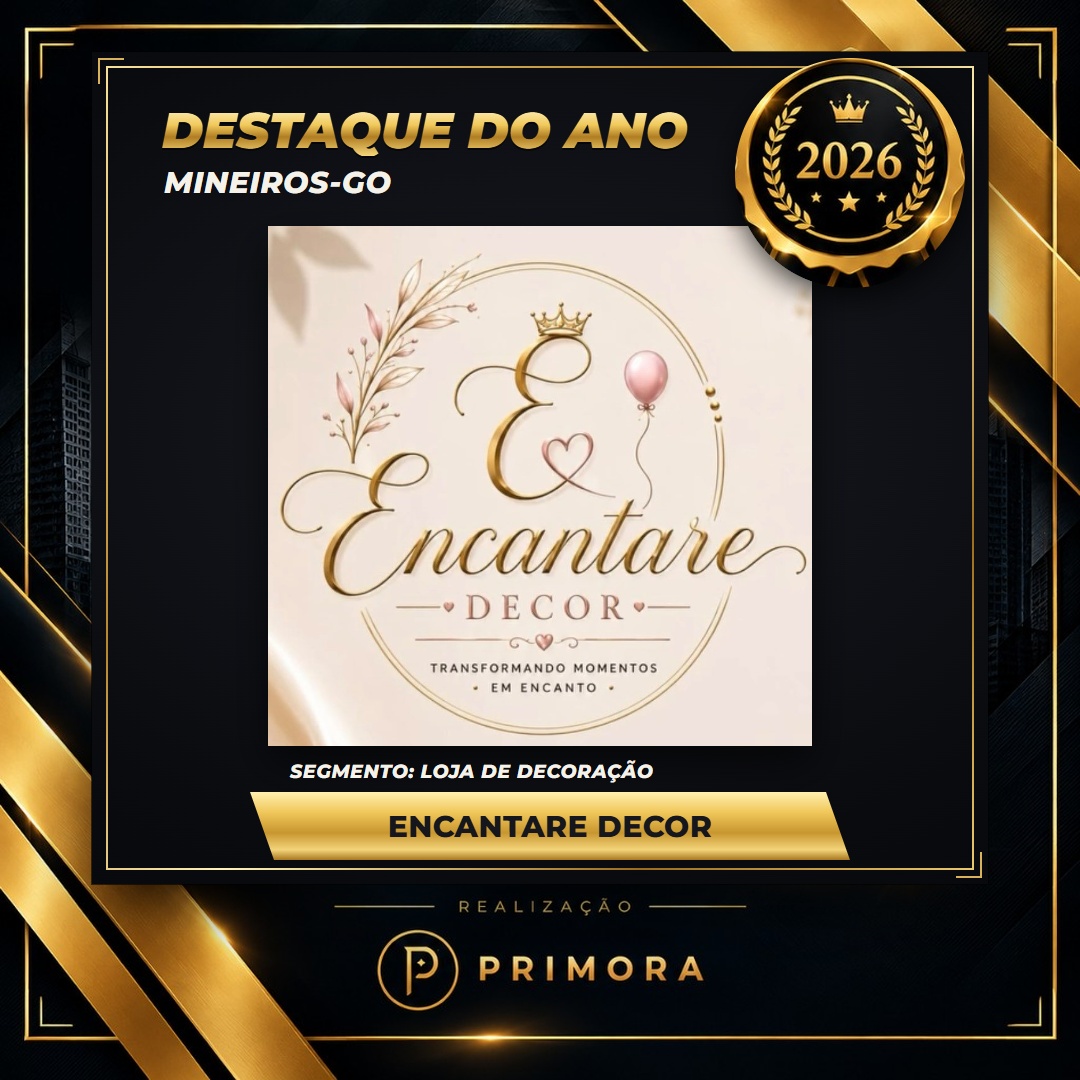 DESTAQUE DO ANO
MINEIROS-GO
2026
E
Encantare
DECOR
TRANSFORMANDO MOMENTOS
• EM ENCANTO •
SEGMENTO: LOJA DE DECORAÇÃO
ENCANTARE DECOR
REALIZAÇÃO
P PRIMORA